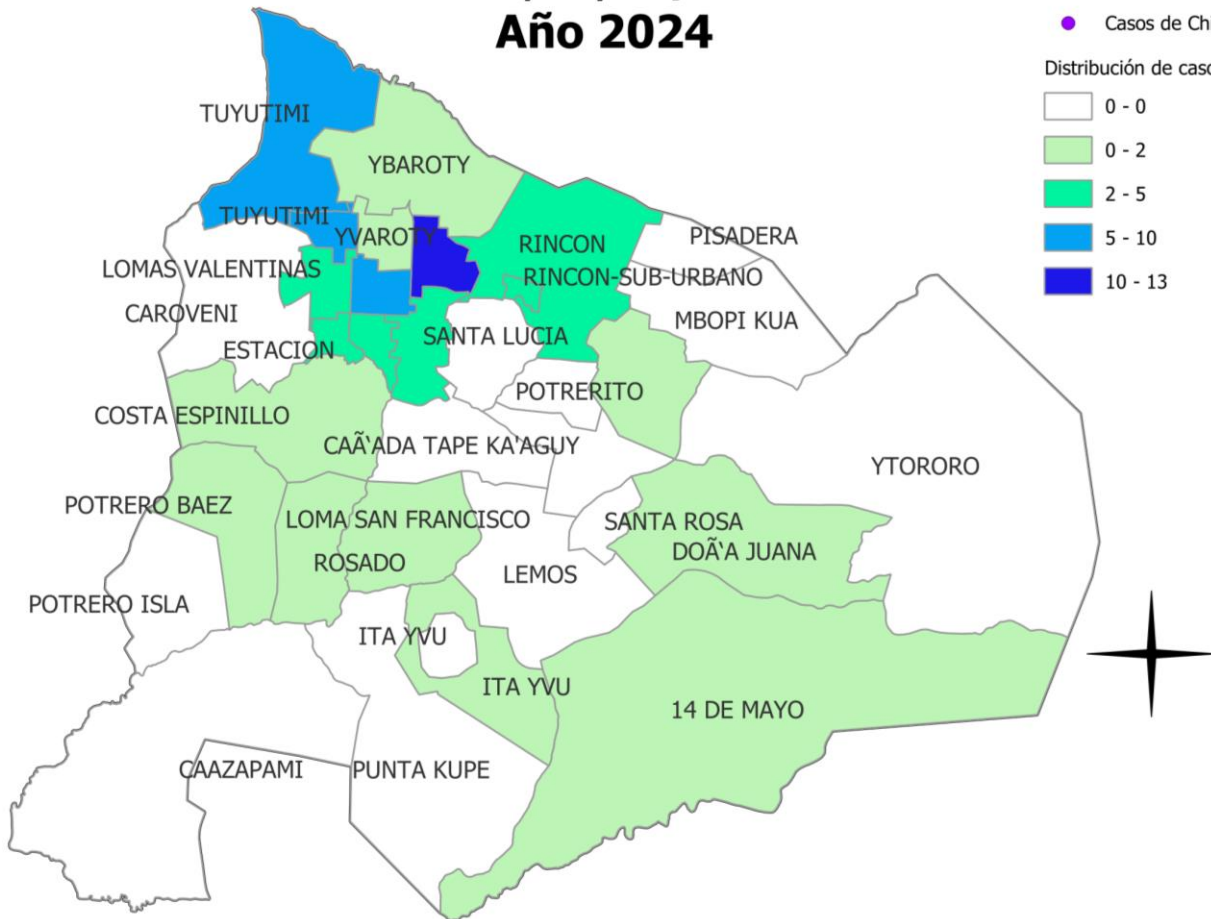 Año 2024
Casos de Chi
Distribución de caso
0 - 0
0 - 2
2 - 5
5 - 10
10 - 13
TUYUTIMI
YBAROTY
TUYUTIMI
YVAROTY
RINCON
PISADERA
LOMAS VALENTINAS
RINCON-SUB-URBANO
CAROVENI
MBOPI KUA
ESTACION
SANTA LUCIA
POTRERITO
COSTA ESPINILLO
CAÃ‘ADA TAPE KA'AGUY
YTORORO
POTRERO BAEZ
LOMA SAN FRANCISCO
SANTA ROSA
ROSADO
DOÃ‘A JUANA
LEMOS
POTRERO ISLA
ITA YVU
ITA YVU
14 DE MAYO
CAAZAPAMI
PUNTA KUPE